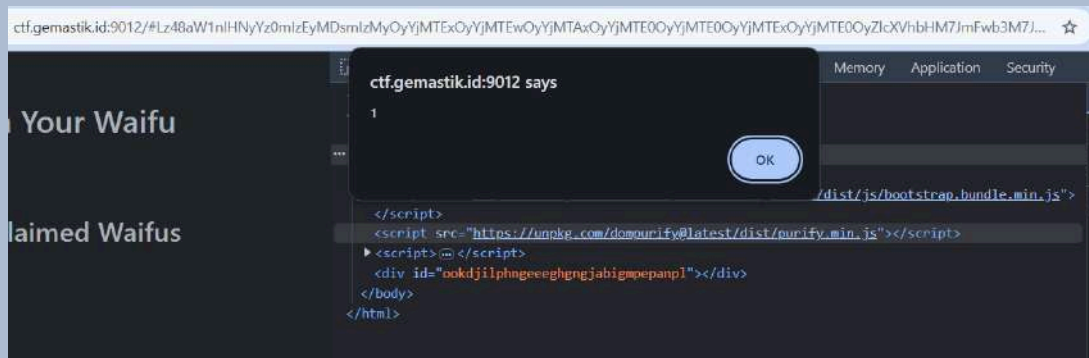 ctf.gemastik.id:9012/#Lz48aW1nIHNyYz0mIzEyMDsmIzMyOyYjMTExOyYjMTEwOyYjMTAxOyYjMTE0OyYjMTE0OyYjMTExOyYjMTE0OyZlcXVhbHM7JmFwb3M7J...
ctf.gemastik.id:9012 says
1
OK
Memory Application Security
Your Waifu
laimed Waifus
/dist/js/bootstrap.bundle.min.js">
</script>
<script src="https://unpkg.com/dompurify@latest/dist/purify.min.js"></script>
<script>…</script>
<div id="ookdjilphngeeeghgngjabigmpepanpl"></div>
</body>
</html>